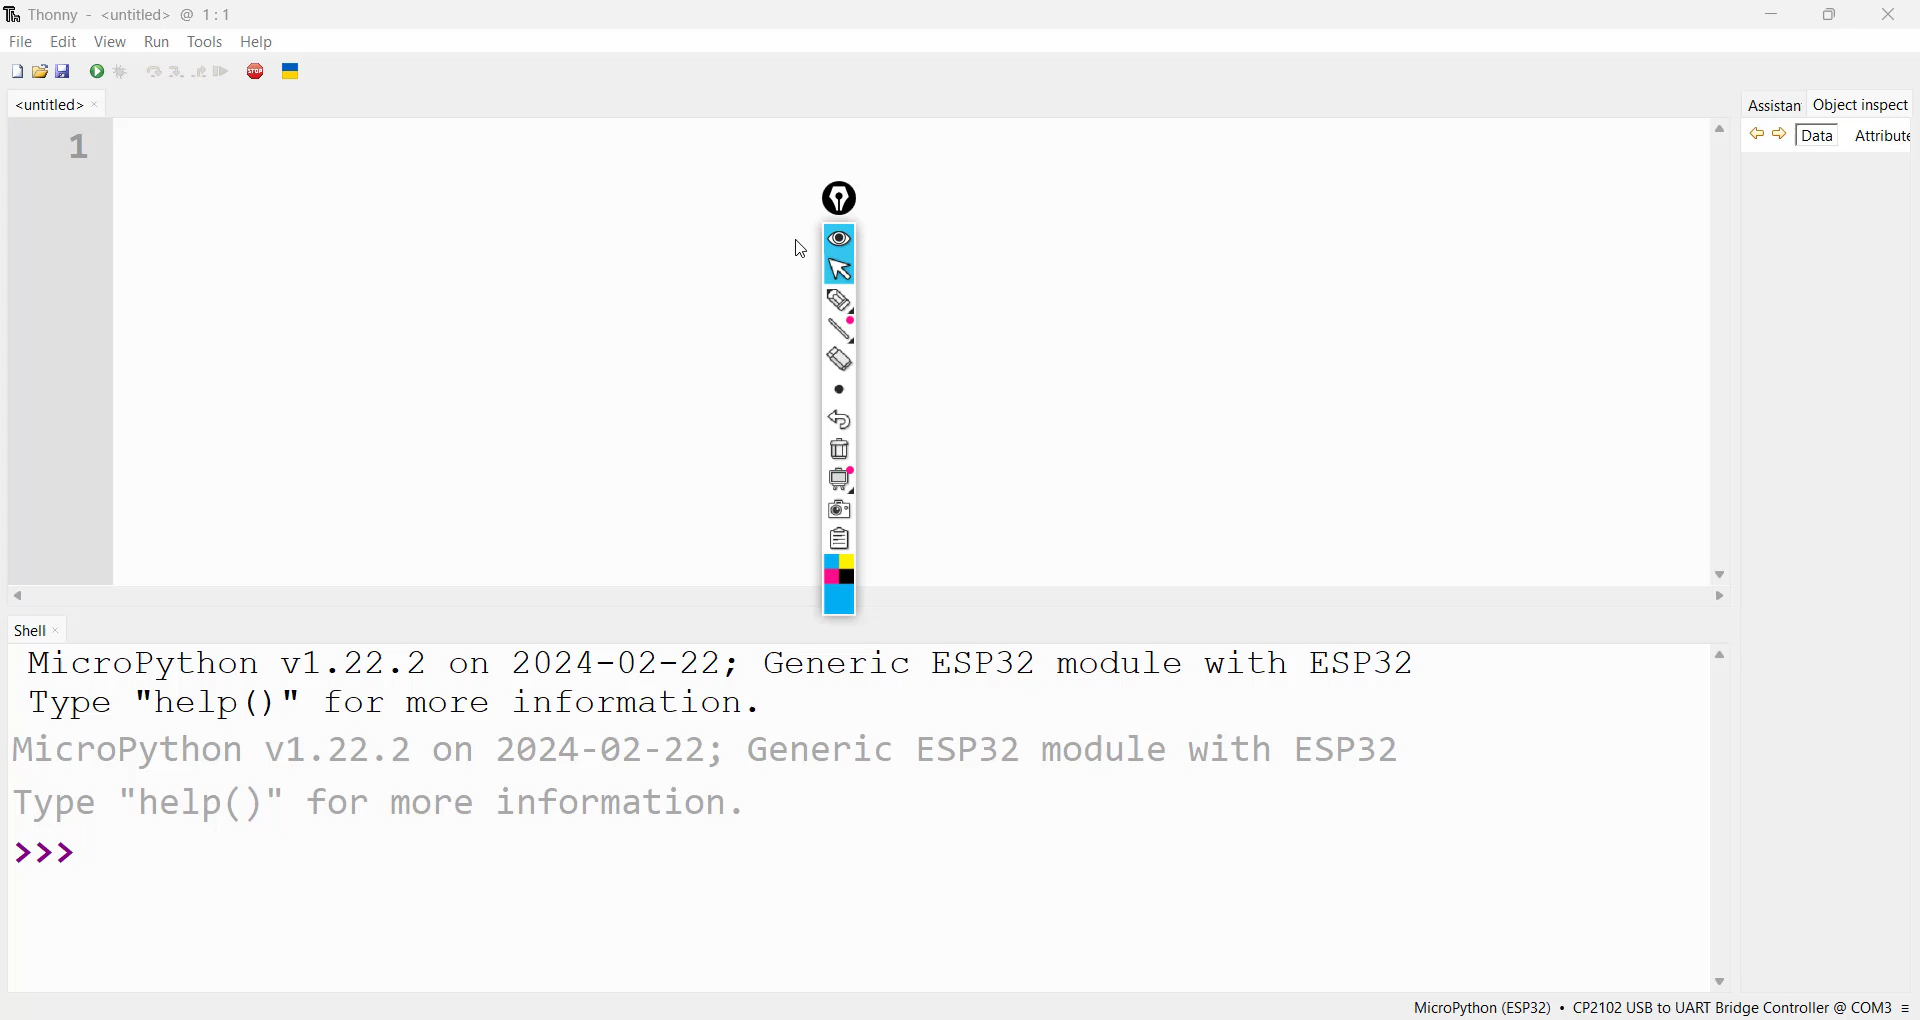 Thonny - <untitled> @ 1 : 1
File Edit View Run Tools Help
STOP
<untitled> ×
Assistan Object inspect
Data Attribute
1
Shell ×
MicroPython v1.22.2 on 2024-02-22; Generic ESP32 module with ESP32
Type "help()" for more information.
MicroPython v1.22.2 on 2024-02-22; Generic ESP32 module with ESP32
Type "help()" for more information.
>>>
MicroPython (ESP32) • CP2102 USB to UART Bridge Controller @ COM3 ≡